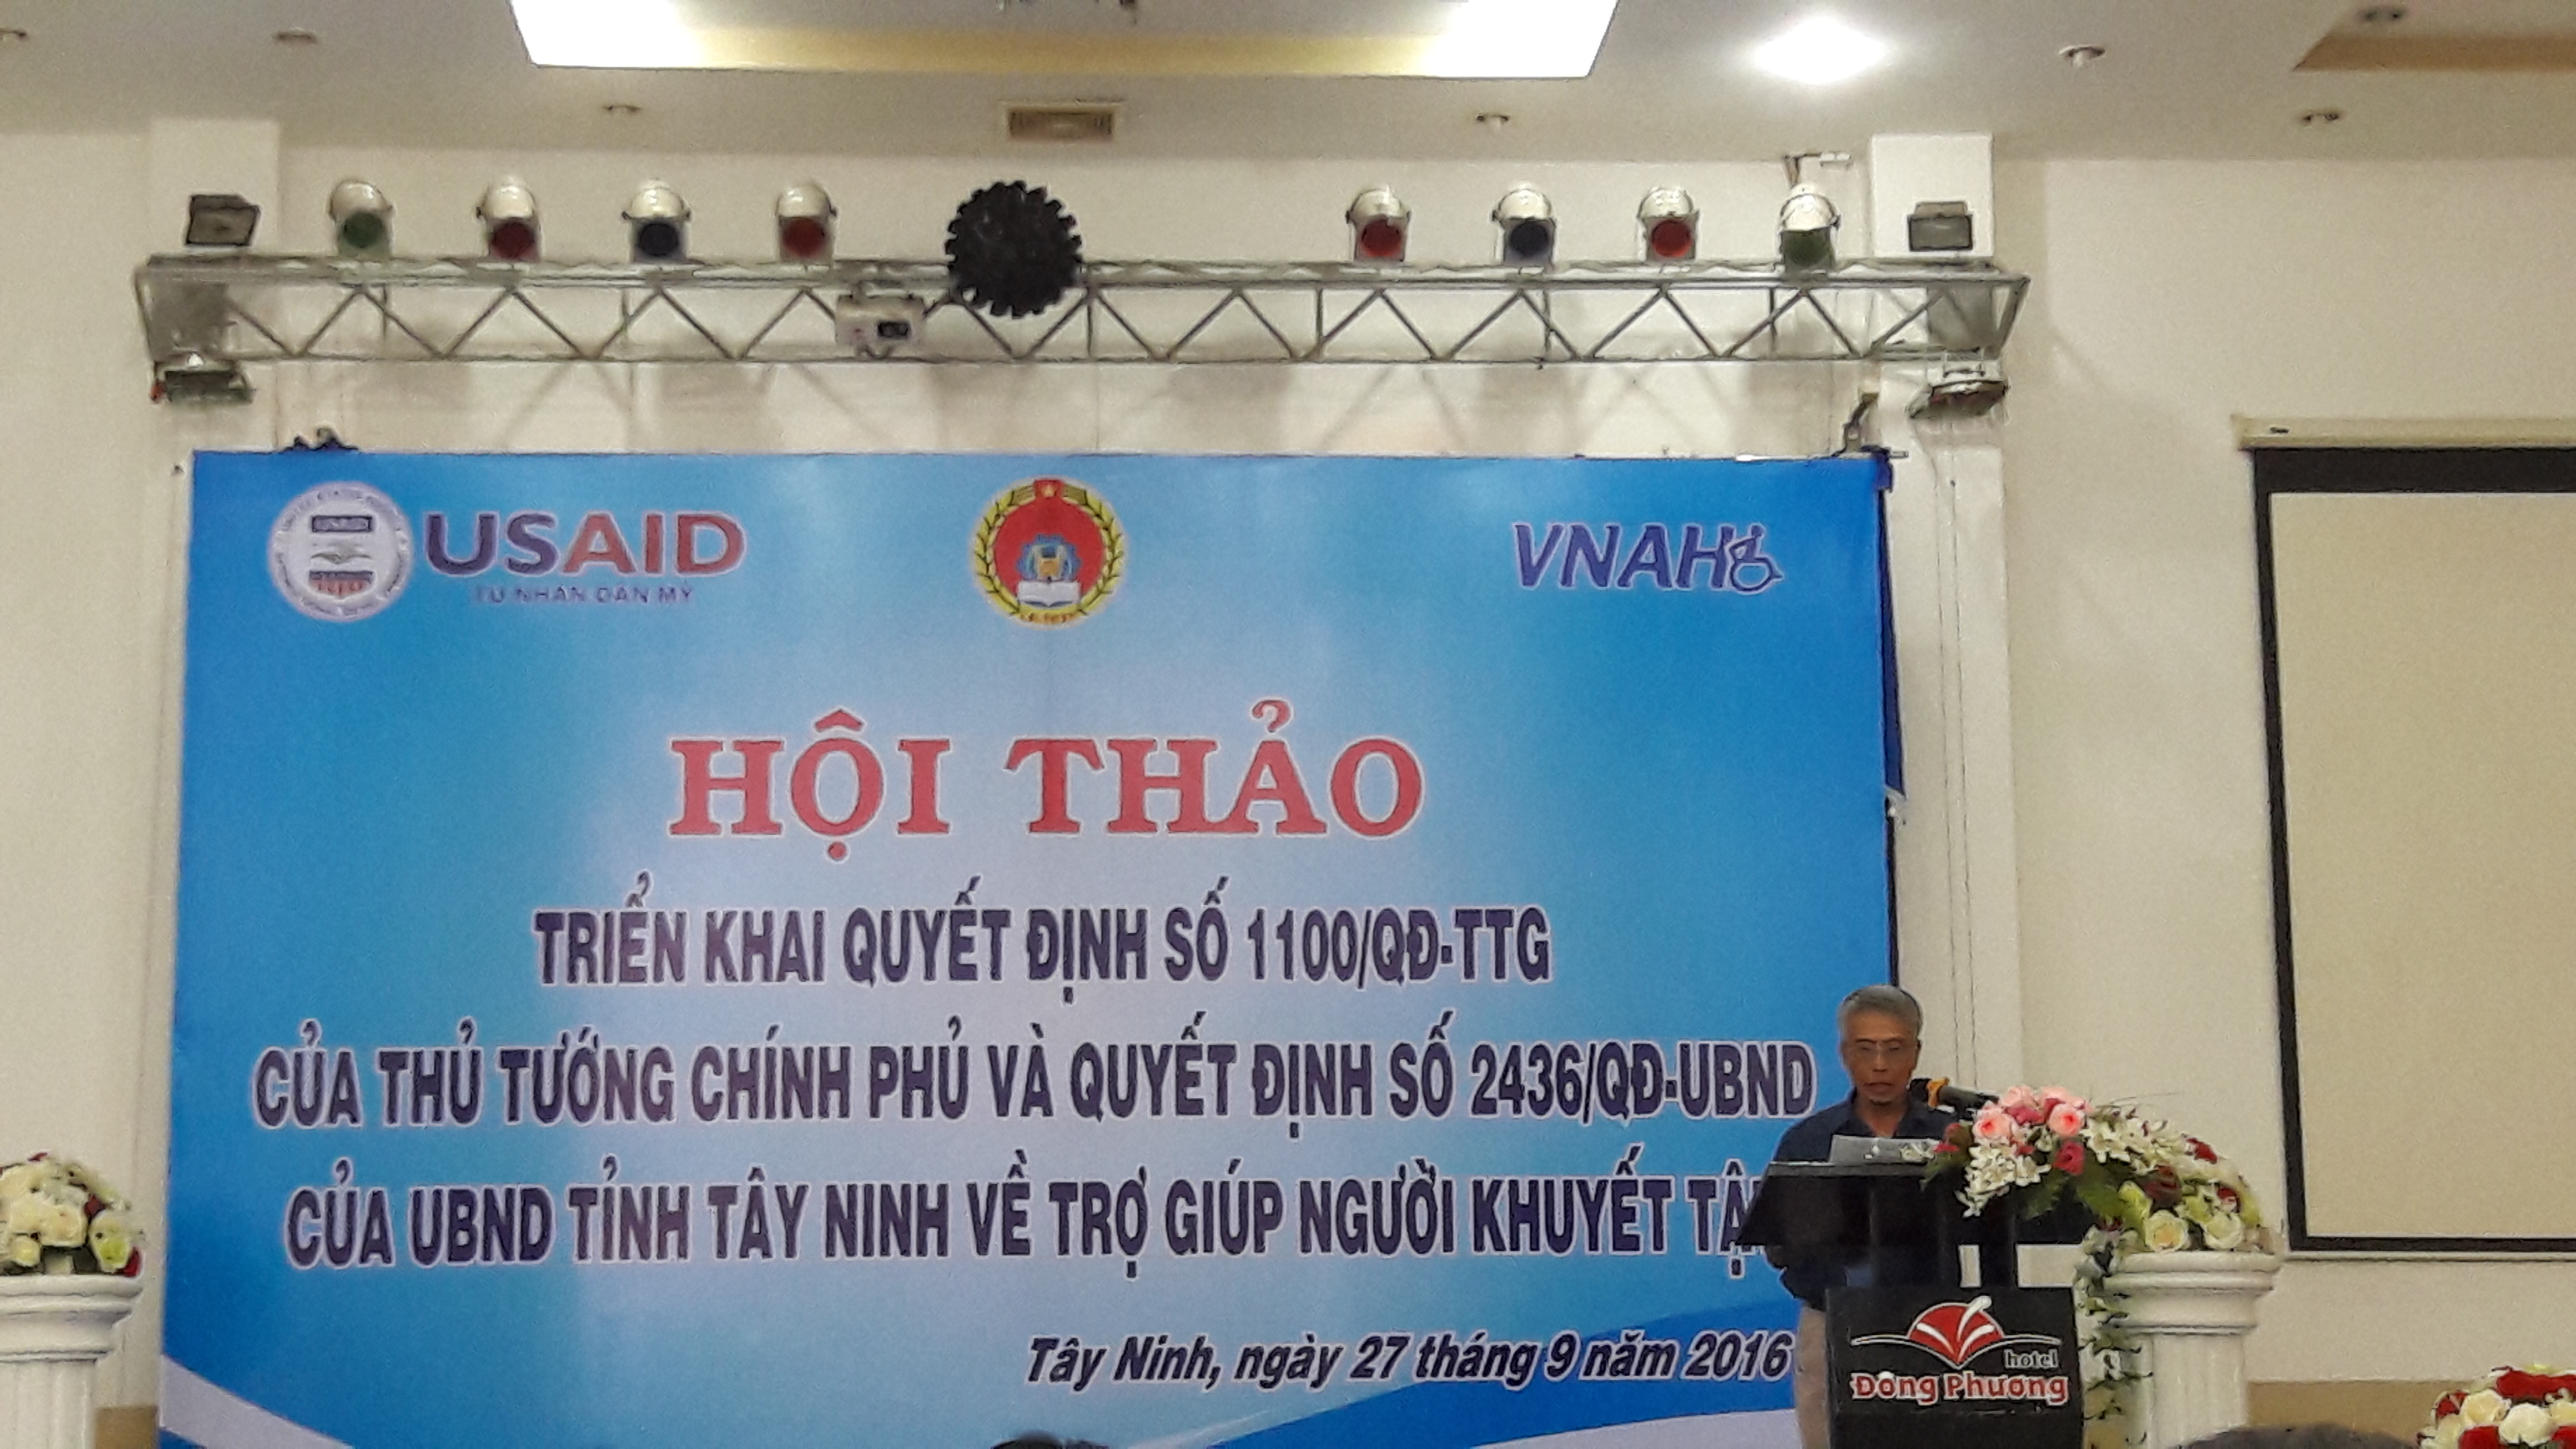 USAID
USAID
TỪ NHÂN DÂN MỸ
VNAH
HỘI THẢO
TRIỂN KHAI QUYẾT ĐỊNH SỐ 1100/QĐ-TTG
CỦA THỦ TƯỚNG CHÍNH PHỦ VÀ QUYẾT ĐỊNH SỐ 2436/QĐ-UBND
CỦA UBND TỈNH TÂY NINH VỀ TRỢ GIÚP NGƯỜI KHUYẾT TẬ
Tây Ninh, ngày 27 tháng 9 năm 2016
hotel
Đông Phương